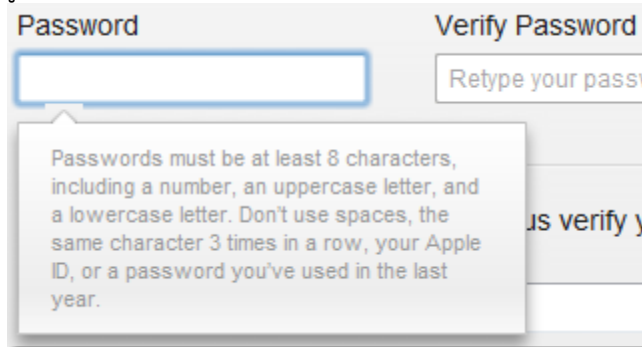 Password
Verify Password
Retype your passw
Passwords must be at least 8 characters,
including a number, an uppercase letter, and
a lowercase letter. Don't use spaces, the
same character 3 times in a row, your Apple
ID, or a password you've used in the last
year.
us verify y